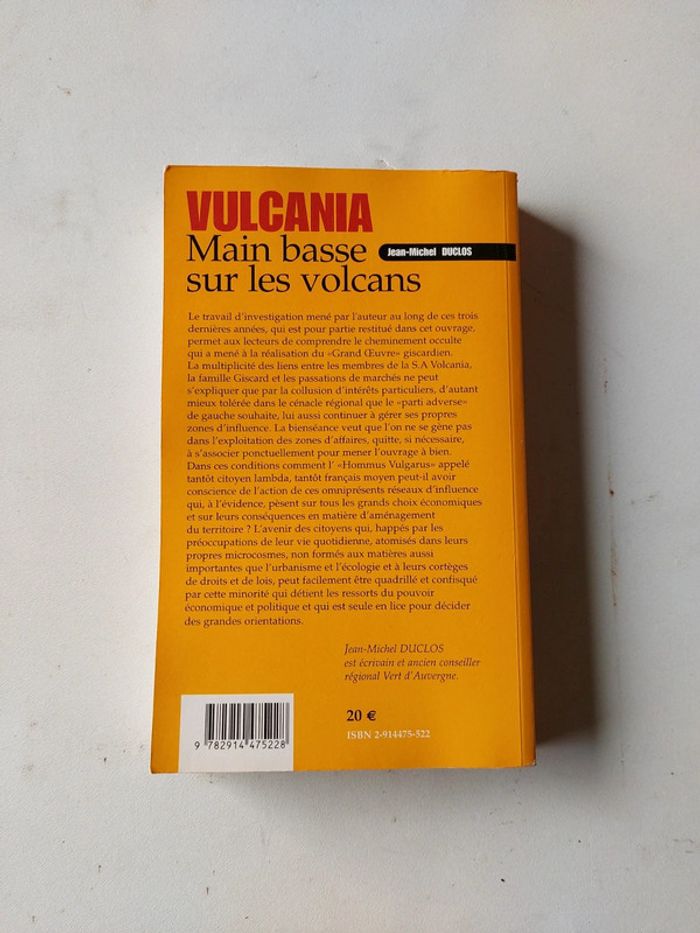 VULCANIA
Main basse
sur les volcans
Jean-Michel DUCLOS
Le travail d'investigation mené par l'auteur au long de ces trois
dernières années, qui est pour partie restitué dans cet ouvrage,
permet aux lecteurs de comprendre le cheminement occulte
qui a mené à la réalisation du «Grand Œuvre» giscardien.
La multiplicité des liens entre les membres de la S.A Volcania,
la famille Giscard et les passations de marchés ne peut
s'expliquer que par la collusion d'intérêts particuliers, d'autant
mieux tolérée dans le cénacle régional que le «parti adverse»
de gauche souhaite, lui aussi continuer à gérer ses propres
zones d'influence. La bienséance veut que l'on ne se gène pas
dans l'exploitation des zones d'affaires, quitte, si nécessaire,
à s'associer ponctuellement pour mener l'ouvrage à bien.
Dans ces conditions comment l' «Hommus Vulgarus» appelé
tantôt citoyen lambda, tantôt français moyen peut-il avoir
conscience de l'action de ces omniprésents réseaux d'influence
qui, à l'évidence, pèsent sur tous les grands choix économiques
et sur leurs conséquences en matière d'aménagement
du territoire ? L'avenir des citoyens qui, happés par les
préoccupations de leur vie quotidienne, atomisés dans leurs
propres microcosmes, non formés aux matières aussi
importantes que l'urbanisme et l'écologie et à leurs cortèges
de droits et de lois, peut facilement être quadrillé et confisqué
par cette minorité qui détient les ressorts du pouvoir
économique et politique et qui est seule en lice pour décider
des grandes orientations.
Jean-Michel DUCLOS
est écrivain et ancien conseiller
régional Vert d'Auvergne.
20 €
ISBN 2-914475-522
9 782914 475228